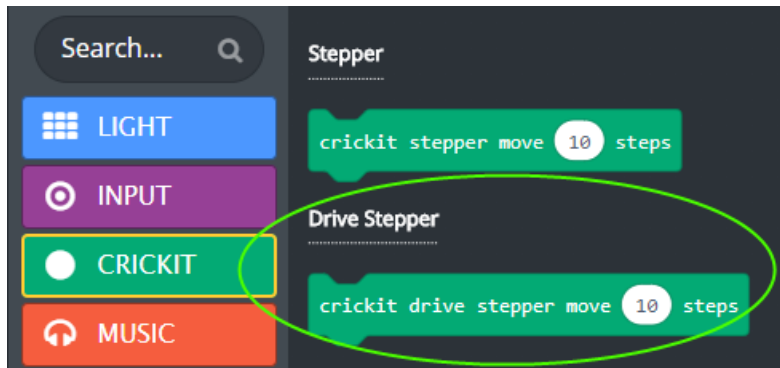 Search...
LIGHT
INPUT
CRICKIT
MUSIC
Stepper
crickit stepper move 10 steps
Drive Stepper
crickit drive stepper move 10 steps